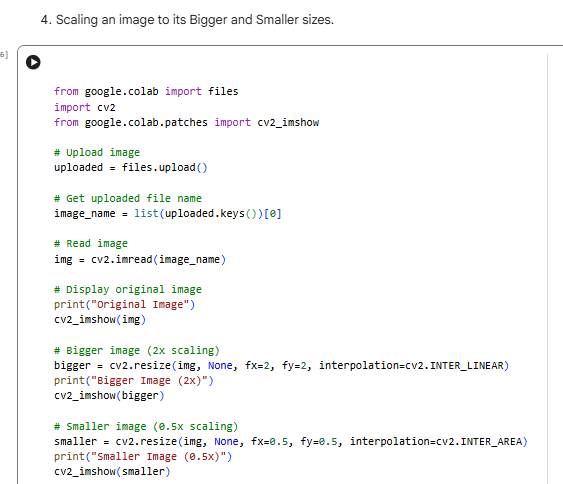 4. Scaling an image to its Bigger and Smaller sizes.
6]
from google.colab import files
import cv2
from google.colab.patches import cv2_imshow
# Upload image
uploaded = files.upload()
# Get uploaded file name
image_name = list(uploaded.keys())[0]
# Read image
img = cv2.imread(image_name)
# Display original image
print("Original Image")
cv2_imshow(img)
# Bigger image (2x scaling)
bigger = cv2.resize(img, None, fx=2, fy=2, interpolation=cv2.INTER_LINEAR)
print("Bigger Image (2x)")
cv2_imshow(bigger)
# Smaller image (0.5x scaling)
smaller = cv2.resize(img, None, fx=0.5, fy=0.5, interpolation=cv2.INTER_AREA)
print("Smaller Image (0.5x)")
cv2_imshow(smaller)